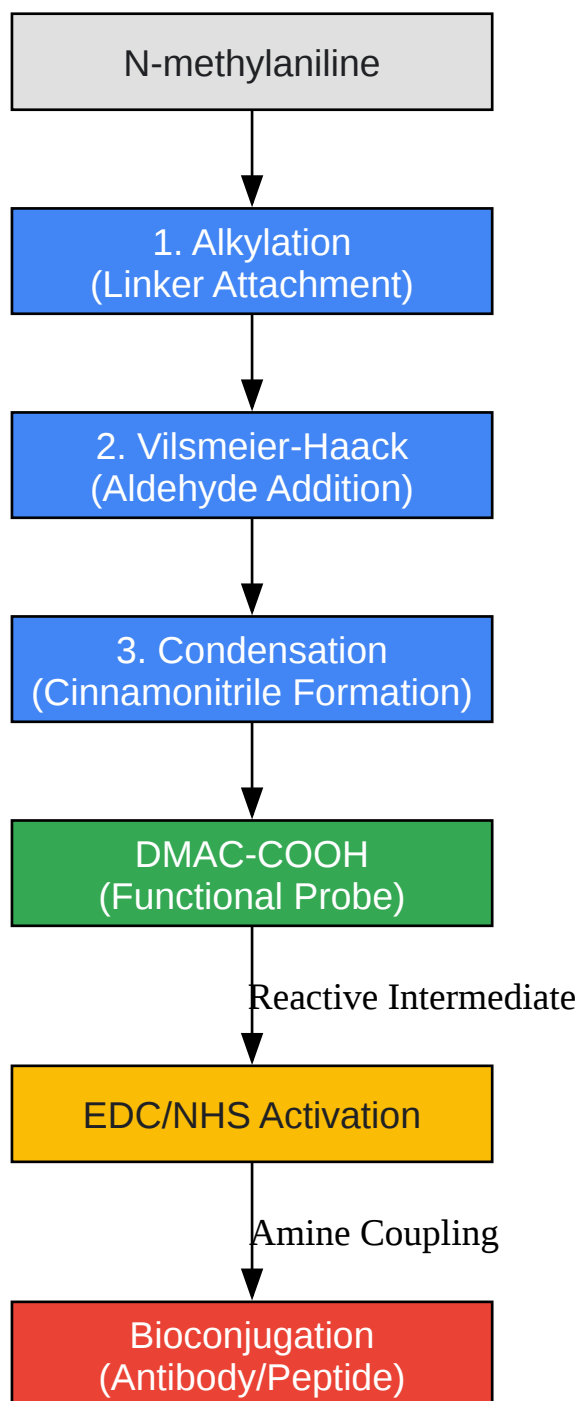 N-methylaniline
1. Alkylation
(Linker Attachment)
2. Vilsmeier-Haack
(Aldehyde Addition)
3. Condensation
(Cinnamonitrile Formation)
DMAC-COOH
(Functional Probe)
Reactive Intermediate
EDC/NHS Activation
Amine Coupling
Bioconjugation
(Antibody/Peptide)